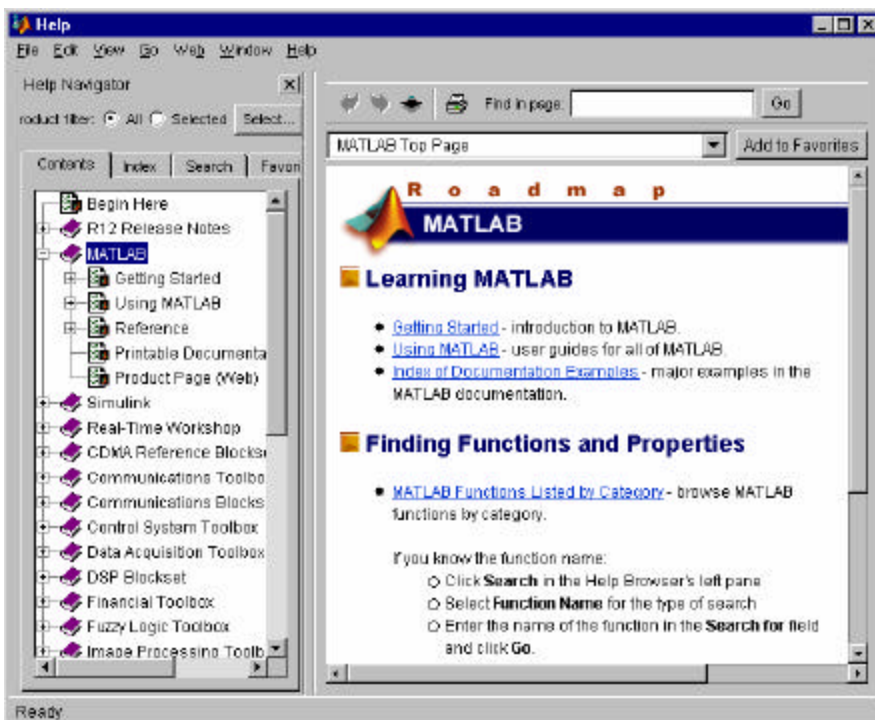 Help
File Edit View Go Web Window Help
Help Navigator
roduct filter: All Selected Select...
Contents Index Search Favori
Begin Here
R12 Release Notes
MATLAB
Getting Started
Using MATLAB
Reference
Printable Documenta
Product Page (Web)
Simulink
Real-Time Workshop
CDMA Reference Blockse
Communications Toolbo
Communications Blocks
Control System Toolbox
Data Acquisition Toolbox
DSP Blockset
Financial Toolbox
Fuzzy Logic Toolbox
Image Processing Toolb
Find in page: Go
MATLAB Top Page Add to Favorites
Roadmap
MATLAB
Learning MATLAB
Getting Started - introduction to MATLAB.
Using MATLAB - user guides for all of MATLAB.
Index of Documentation Examples - major examples in the
MATLAB documentation.
Finding Functions and Properties
MATLAB Functions Listed by Category - browse MATLAB
functions by category.
If you know the function name:
Click Search in the Help Browser's left pane
Select Function Name for the type of search
Enter the name of the function in the Search for field
and click Go.
Ready